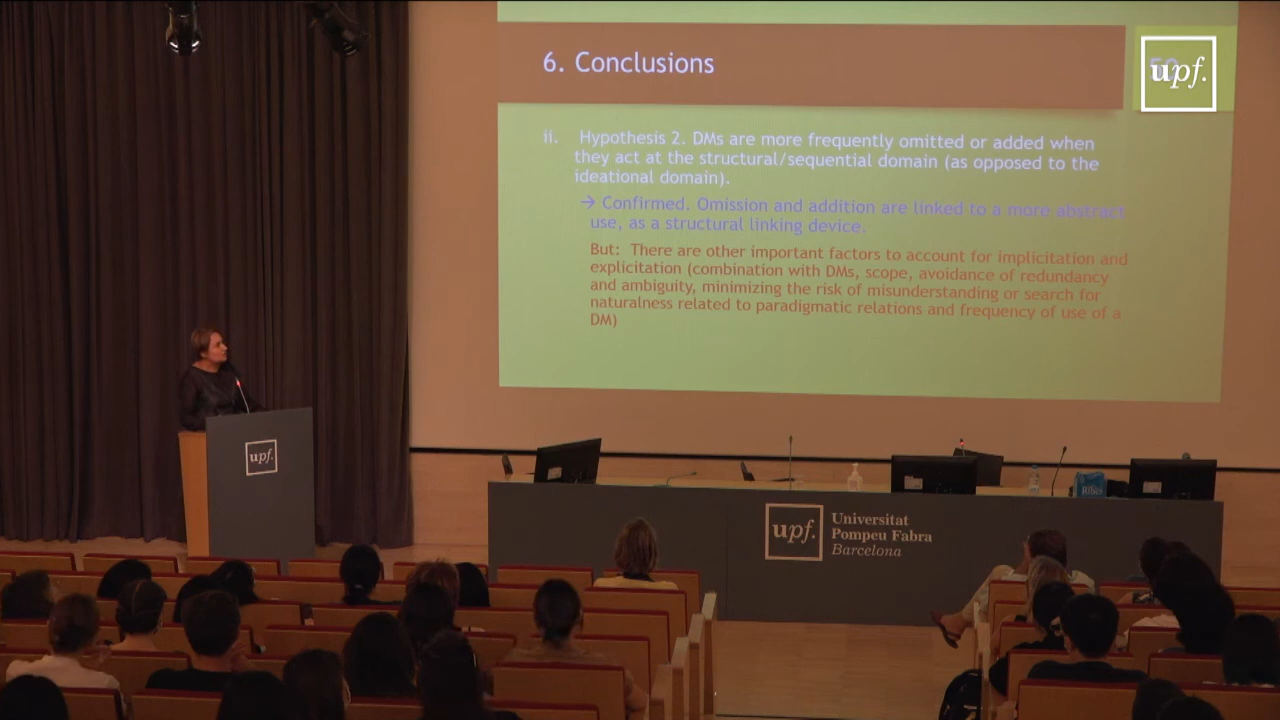 6. Conclusions
upf.
ii. Hypothesis 2. DMs are more frequently omitted or added when
they act at the structural/sequential domain (as opposed to the
ideational domain).
→ Confirmed. Omission and addition are linked to a more abstract
use, as a structural linking device.
But: There are other important factors to account for implicitation and
explicitation (combination with DMs, scope, avoidance of redundancy
and ambiguity, minimizing the risk of misunderstanding or search for
naturalness related to paradigmatic relations and frequency of use of a
DM)
upf.
upf.
Universitat
Pompeu Fabra
Barcelona